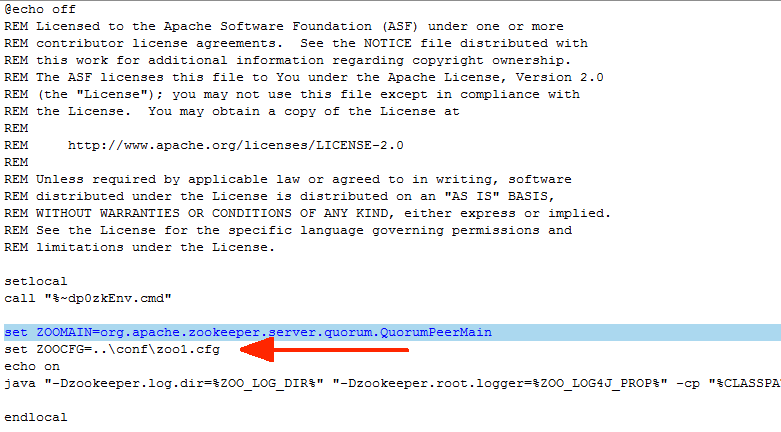 @echo off
REM Licensed to the Apache Software Foundation (ASF) under one or more
REM contributor license agreements.  See the NOTICE file distributed with
REM this work for additional information regarding copyright ownership.
REM The ASF licenses this file to You under the Apache License, Version 2.0
REM (the "License"); you may not use this file except in compliance with
REM the License.  You may obtain a copy of the License at
REM
REM     http://www.apache.org/licenses/LICENSE-2.0
REM
REM Unless required by applicable law or agreed to in writing, software
REM distributed under the License is distributed on an "AS IS" BASIS,
REM WITHOUT WARRANTIES OR CONDITIONS OF ANY KIND, either express or implied.
REM See the License for the specific language governing permissions and
REM limitations under the License.
setlocal
call "%~dp0zkEnv.cmd"
set ZOOMAIN=org.apache.zookeeper.server.quorum.QuorumPeerMain
set ZOOCFG=..\conf\zoo1.cfg
echo on
java "-Dzookeeper.log.dir=%ZOO_LOG_DIR%" "-Dzookeeper.root.logger=%ZOO_LOG4J_PROP%" -cp "%CLASSPA
endlocal